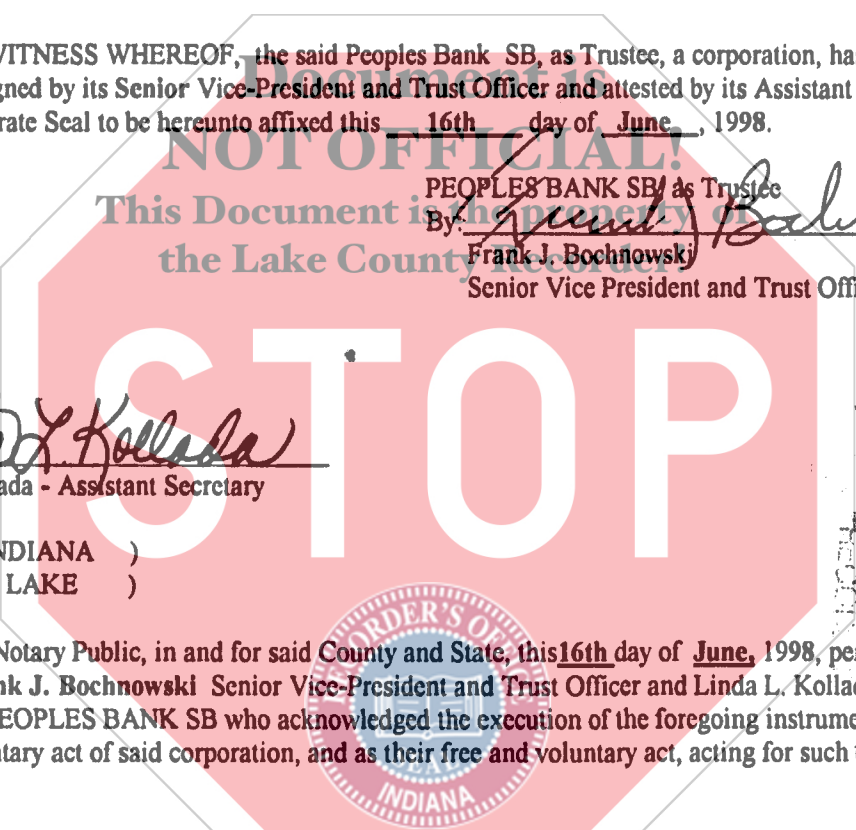 WITNESS WHEREOF, the said Peoples Bank SB, as Trustee, a corporation, ha
gned by its Senior Vice-President and Trust Officer and attested by its Assistant
rate Seal to be hereunto affixed this 16th day of June , 1998.
Document is
NOT OFFICIAL!
This Document is the property of
the Lake County Recorder!
PEOPLES BANK SB, as Trustee
By:
Frank J. Bochnowski
Senior Vice President and Trust Offi
STOP
L. Kollada
ada - Assistant Secretary
NDIANA )
LAKE )
Notary Public, in and for said County and State, this 16th day of June, 1998, pe
nk J. Bochnowski Senior Vice-President and Trust Officer and Linda L. Kolla
PEOPLES BANK SB who acknowledged the execution of the foregoing instrume
tary act of said corporation, and as their free and voluntary act, acting for such
RECORDER'S OFFICE
SEAL
INDIANA